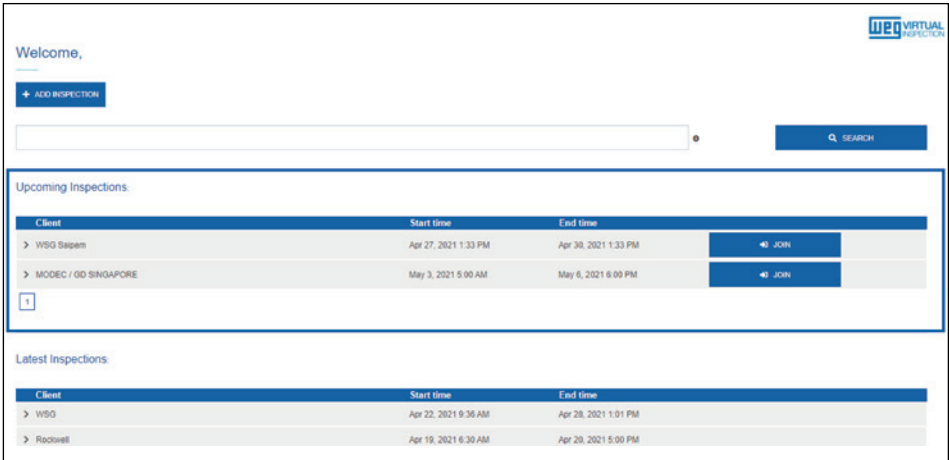 WEG VIRTUAL
INSPECTION
Welcome,
+ ADD INSPECTION
SEARCH
Upcoming Inspections:
Client Start time End time
> WSG Saipem Apr 27, 2021 1:33 PM Apr 30, 2021 1:33 PM JOIN
> MODEC / GD SINGAPORE May 3, 2021 5:00 AM May 6, 2021 6:00 PM JOIN
1
Latest Inspections:
Client Start time End time
> WSG Apr 22, 2021 9:36 AM Apr 28, 2021 1:01 PM
> Rockwell Apr 19, 2021 6:30 AM Apr 20, 2021 5:00 PM